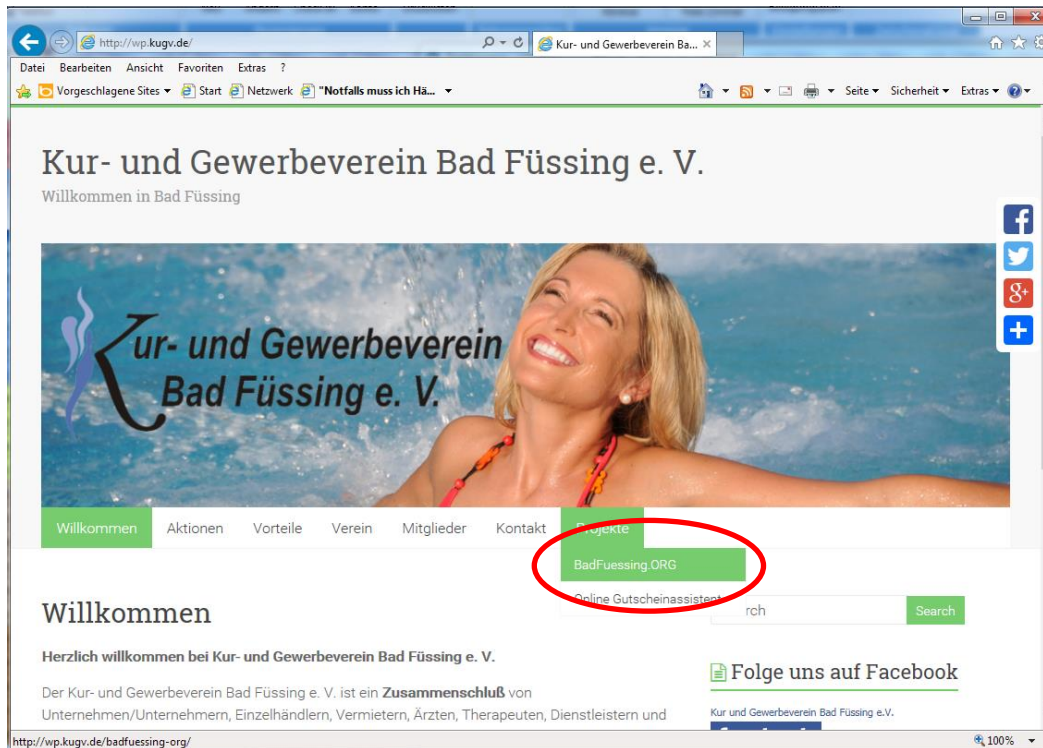 http://wp.kugv.de/
Kur- und Gewerbeverein Ba...
Datei Bearbeiten Ansicht Favoriten Extras ?
Vorgeschlagene Sites Start Netzwerk "Notfalls muss ich Hä... Seite Sicherheit Extras
Kur- und Gewerbeverein Bad Füssing e. V.
Willkommen in Bad Füssing
Kur- und Gewerbeverein
Bad Füssing e. V.
Willkommen Aktionen Vorteile Verein Mitglieder Kontakt Projekte
BadFuessing.ORG
Online Gutscheinassistent
rch Search
Willkommen
Herzlich willkommen bei Kur- und Gewerbeverein Bad Füssing e. V.
Folge uns auf Facebook
Der Kur- und Gewerbeverein Bad Füssing e. V. ist ein Zusammenschluß von
Unternehmen/Unternehmern, Einzelhändlern, Vermietern, Ärzten, Therapeuten, Dienstleistern und
Kur und Gewerbeverein Bad Füssing e.V.
http://wp.kugv.de/badfuessing-org/
100%